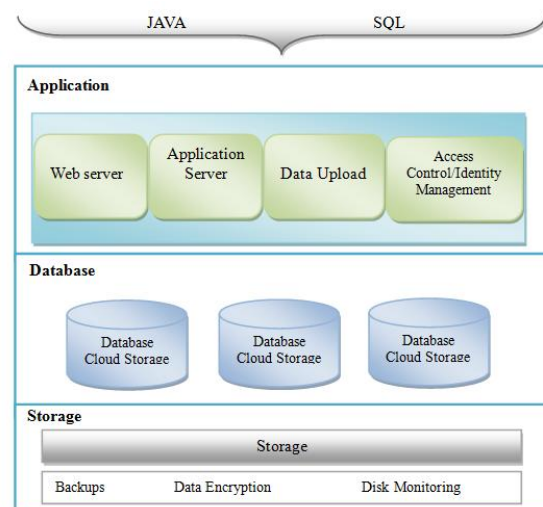 JAVA SQL
Application
Web server
Application
Server
Data Upload
Access
Control/Identity
Management
Database
Database
Cloud Storage
Database
Cloud Storage
Database
Cloud Storage
Storage
Storage
Backups Data Encryption Disk Monitoring